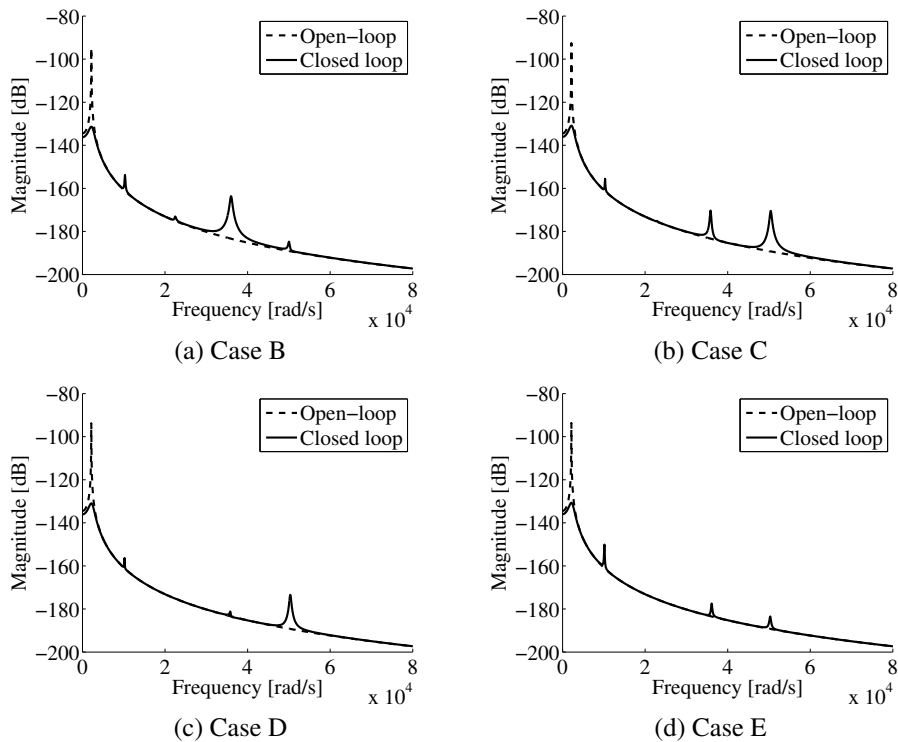 −80
−100
−120
−140
−160
−180
−200
Magnitude [dB]
Open−loop
Closed loop
0 2 4 6 8
Frequency [rad/s]
x 10^4
(a) Case B
−80
−100
−120
−140
−160
−180
−200
Magnitude [dB]
Open−loop
Closed loop
0 2 4 6 8
Frequency [rad/s]
x 10^4
(b) Case C
−80
−100
−120
−140
−160
−180
−200
Magnitude [dB]
Open−loop
Closed loop
0 2 4 6 8
Frequency [rad/s]
x 10^4
(c) Case D
−80
−100
−120
−140
−160
−180
−200
Magnitude [dB]
Open−loop
Closed loop
0 2 4 6 8
Frequency [rad/s]
x 10^4
(d) Case E